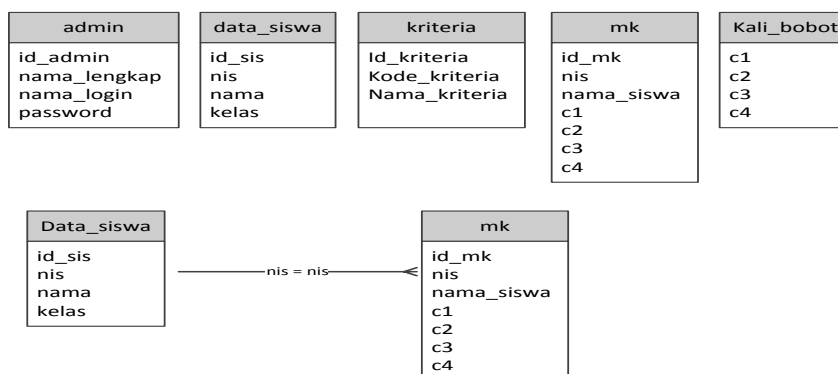 admin
id_admin
nama_lengkap
nama_login
password
data_siswa
id_sis
nis
nama
kelas
kriteria
Id_kriteria
Kode_kriteria
Nama_kriteria
mk
id_mk
nis
nama_siswa
c1
c2
c3
c4
Kali_bobot
c1
c2
c3
c4
Data_siswa
id_sis
nis
nama
kelas
nis = nis
mk
id_mk
nis
nama_siswa
c1
c2
c3
c4